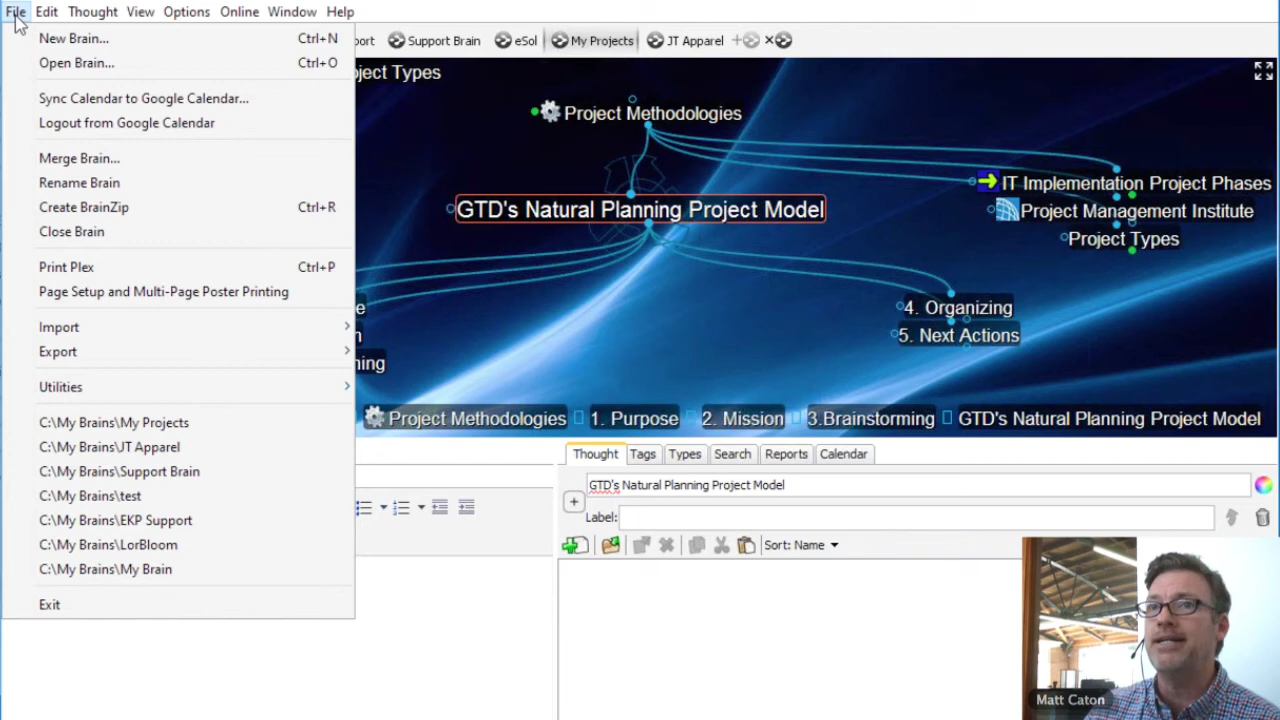 File Edit Thought View Options Online Window Help
New Brain... Ctrl+N
Open Brain... Ctrl+O
Sync Calendar to Google Calendar...
Logout from Google Calendar
Merge Brain...
Rename Brain
Create BrainZip Ctrl+R
Close Brain
Print Plex Ctrl+P
Page Setup and Multi-Page Poster Printing
Import
Export
Utilities
C:\My Brains\My Projects
C:\My Brains\JT Apparel
C:\My Brains\Support Brain
C:\My Brains\test
C:\My Brains\EKP Support
C:\My Brains\LorBloom
C:\My Brains\My Brain
Exit
ort Support Brain eSol My Projects JT Apparel
ject Types
Project Methodologies
IT Implementation Project Phases
GTD's Natural Planning Project Model
Project Management Institute
Project Types
e
4. Organizing
n
5. Next Actions
ning
Project Methodologies 1. Purpose 2. Mission 3.Brainstorming GTD's Natural Planning Project Model
Thought Tags Types Search Reports Calendar
GTD's Natural Planning Project Model
Label:
Sort: Name
Matt Caton